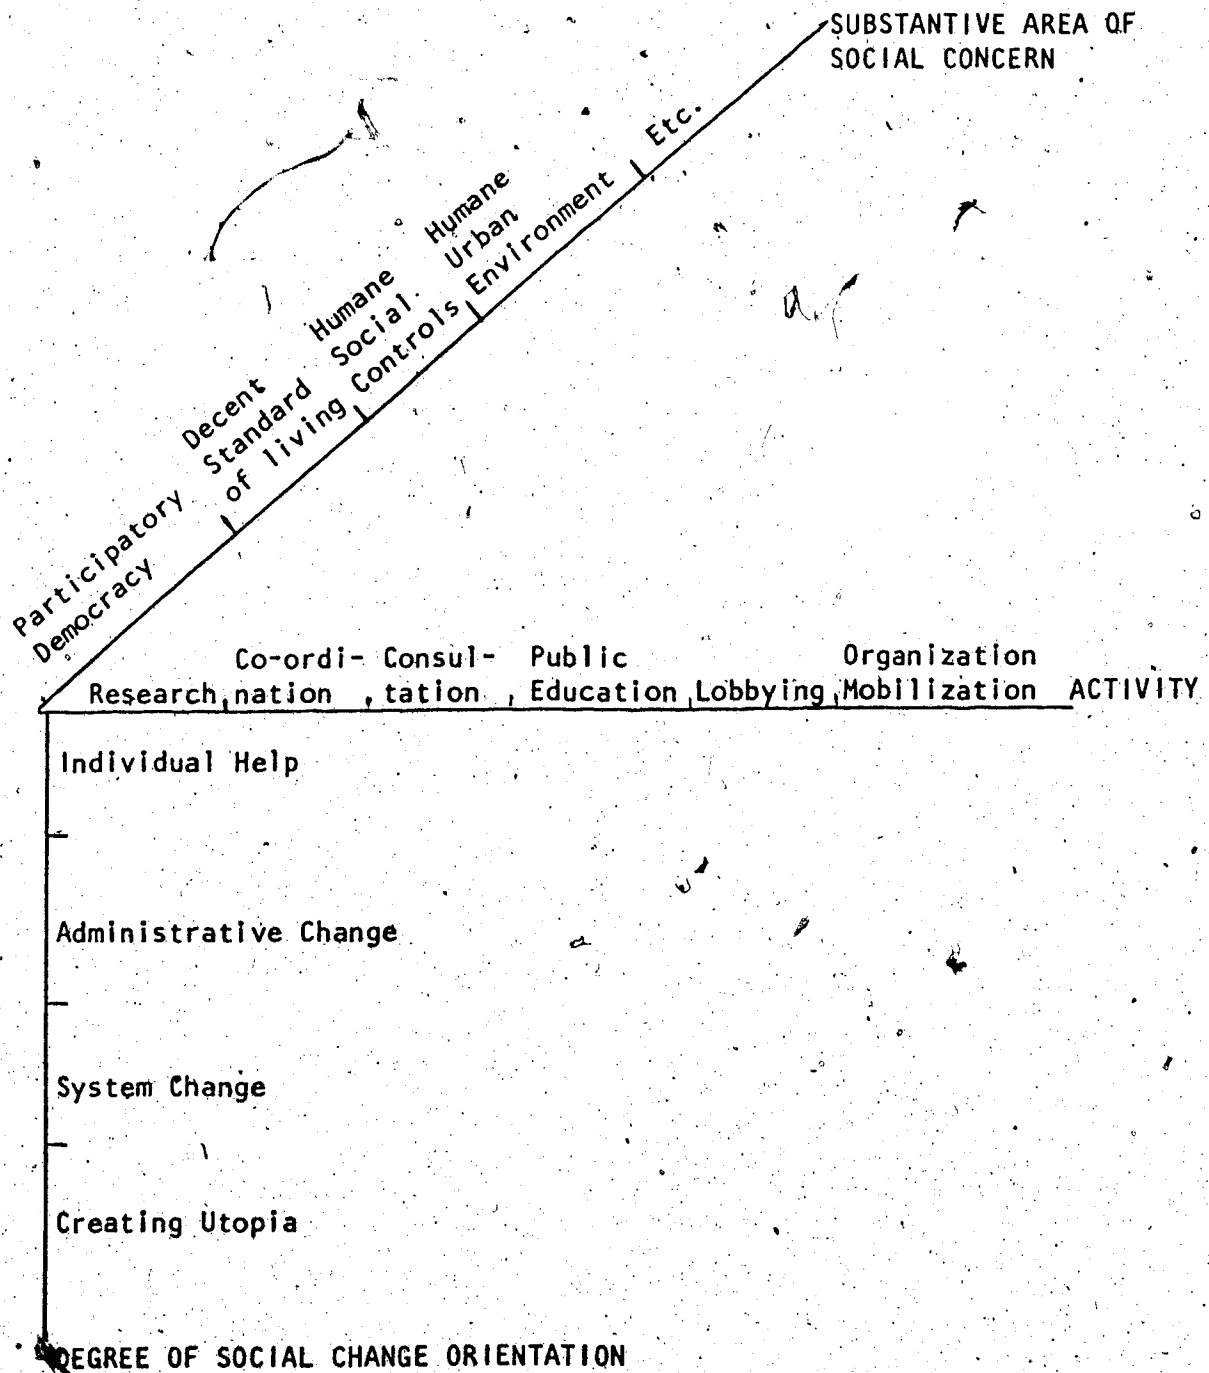 SUBSTANTIVE AREA OF
SOCIAL CONCERN
Etc.
Humane
Urban
Environment
Humane
Social
Controls
Decent
Standard
of living
Participatory
Democracy
Co-ordi- Consul- Public Organization
Research nation tation Education Lobbying Mobilization ACTIVITY
Individual Help
Administrative Change
System Change
Creating Utopia
DEGREE OF SOCIAL CHANGE ORIENTATION